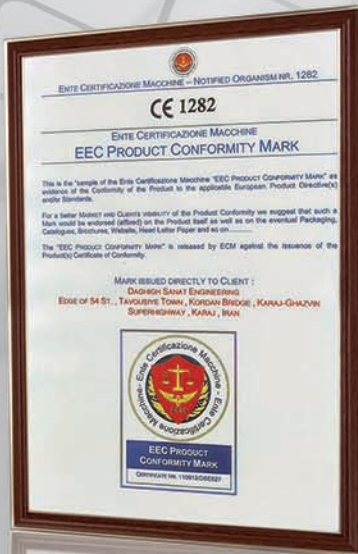 ENTE CERTIFICAZIONE MACCHINE – NOTIFIED ORGANISM NR. 1282
CE 1282
ENTE CERTIFICAZIONE MACCHINE
EEC PRODUCT CONFORMITY MARK
This is the "sample of the Ente Certificazione Macchine "EEC PRODUCT CONFORMITY MARK" as
evidence of the Conformity of the Product to the applicable European Product Directive(s)
and/or Standards.
For a better MARKET AND CLIENTS VISIBILITY of the Product Conformity we suggest that such a
Mark would be endorsed (affixed) on the Product itself as well as on the eventual Packaging,
Catalogues, Brochures, Website, Head Letter Paper and so on
The "EEC PRODUCT CONFORMITY MARK" is released by ECM against the issuance of the
Product(s) Certificate of Conformity.
MARK ISSUED DIRECTLY TO CLIENT :
DAGHIGH SANAT ENGINEERING
EDGE OF 54 ST. , TAVOUSIYE TOWN , KORDAN BRIDGE , KARAJ-GHAZVIN
SUPERHIGHWAY , KARAJ , IRAN
Ente Certificazione Macchine - Ente Certificazione Macchine -
EEC PRODUCT
CONFORMITY MARK
CERTIFICATE NR.